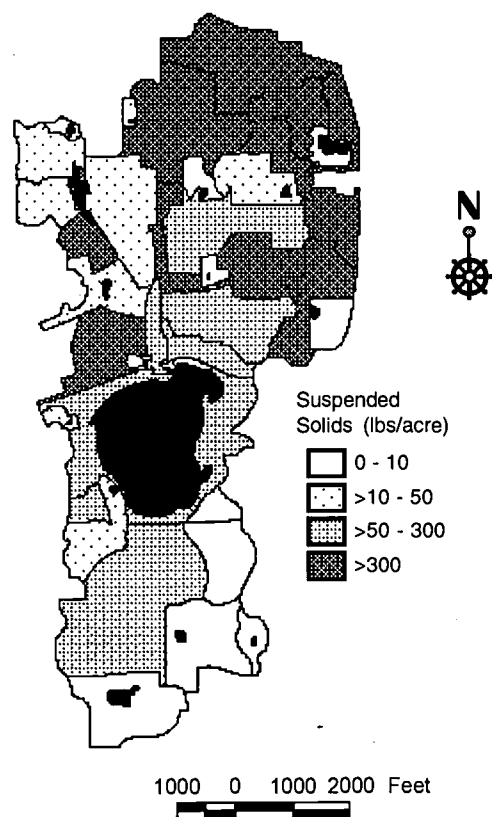 N
Suspended
Solids (lbs/acre)
0 - 10
>10 - 50
>50 - 300
>300
1000 0 1000 2000 Feet